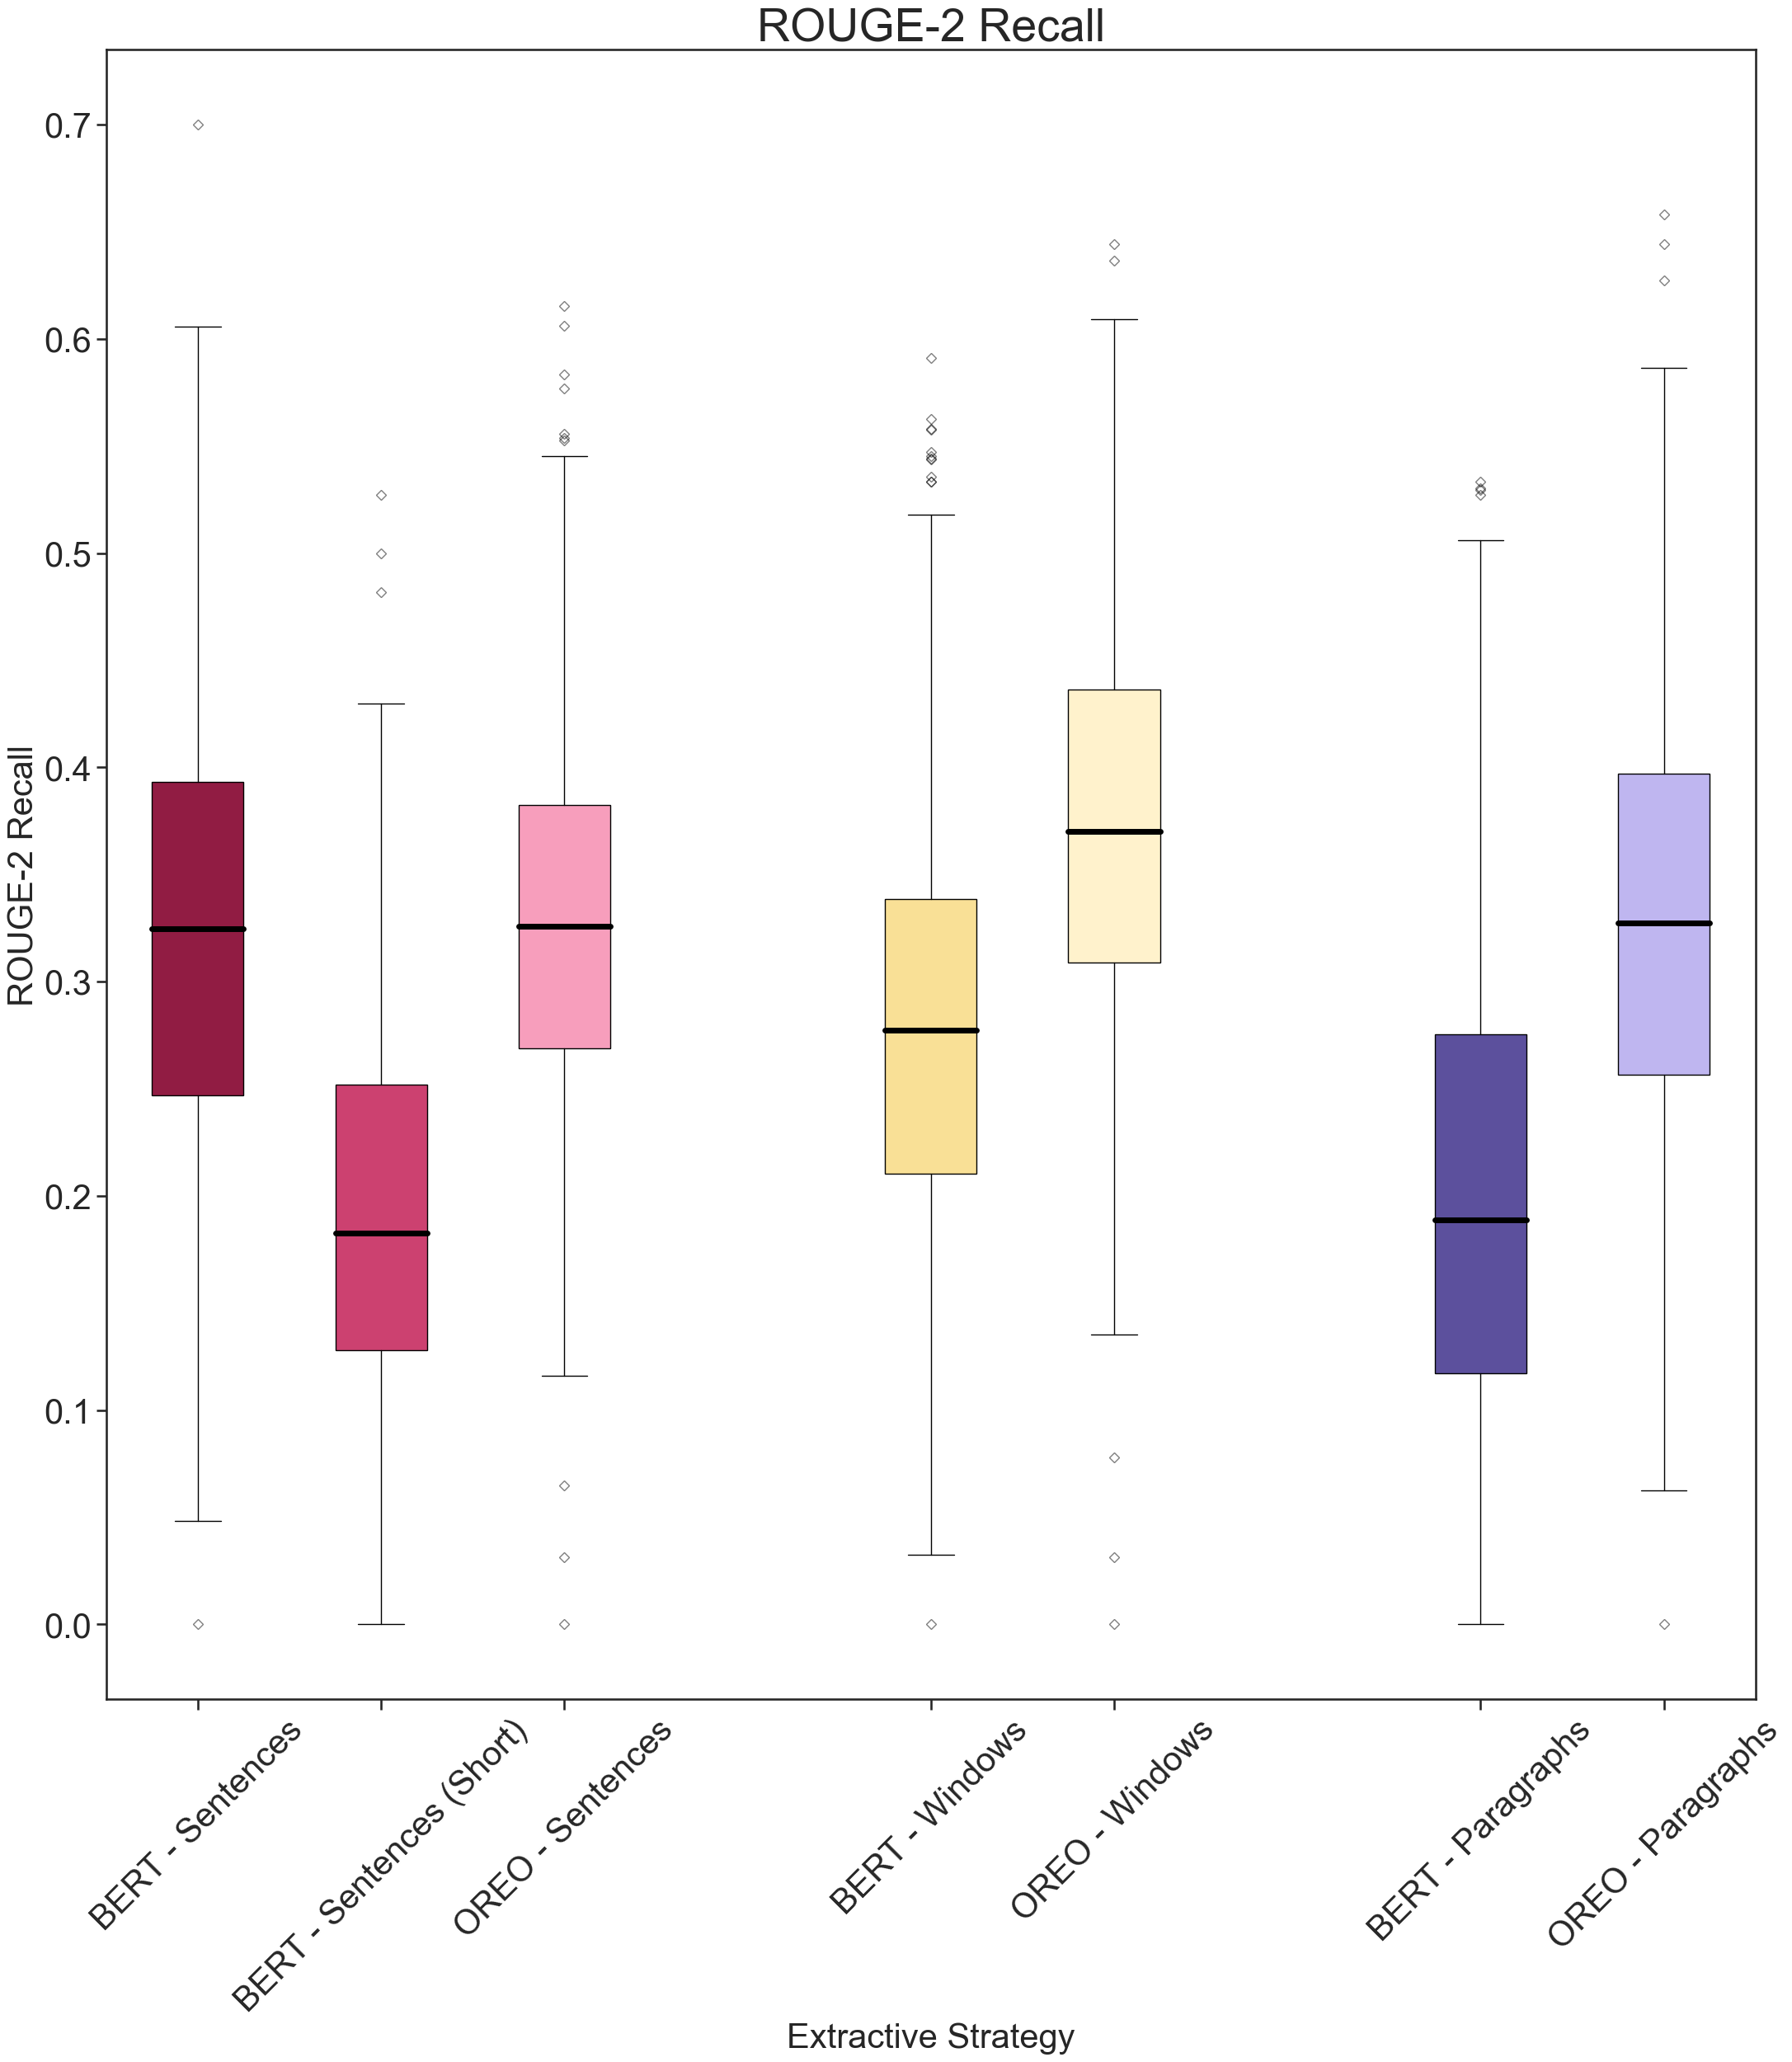 ROUGE-2 Recall
ROUGE-2 Recall
0.7
0.6
0.5
0.4
0.3
0.2
0.1
0.0
BERT - Sentences
BERT - Sentences (Short)
OREO - Sentences
BERT - Windows
OREO - Windows
BERT - Paragraphs
OREO - Paragraphs
Extractive Strategy